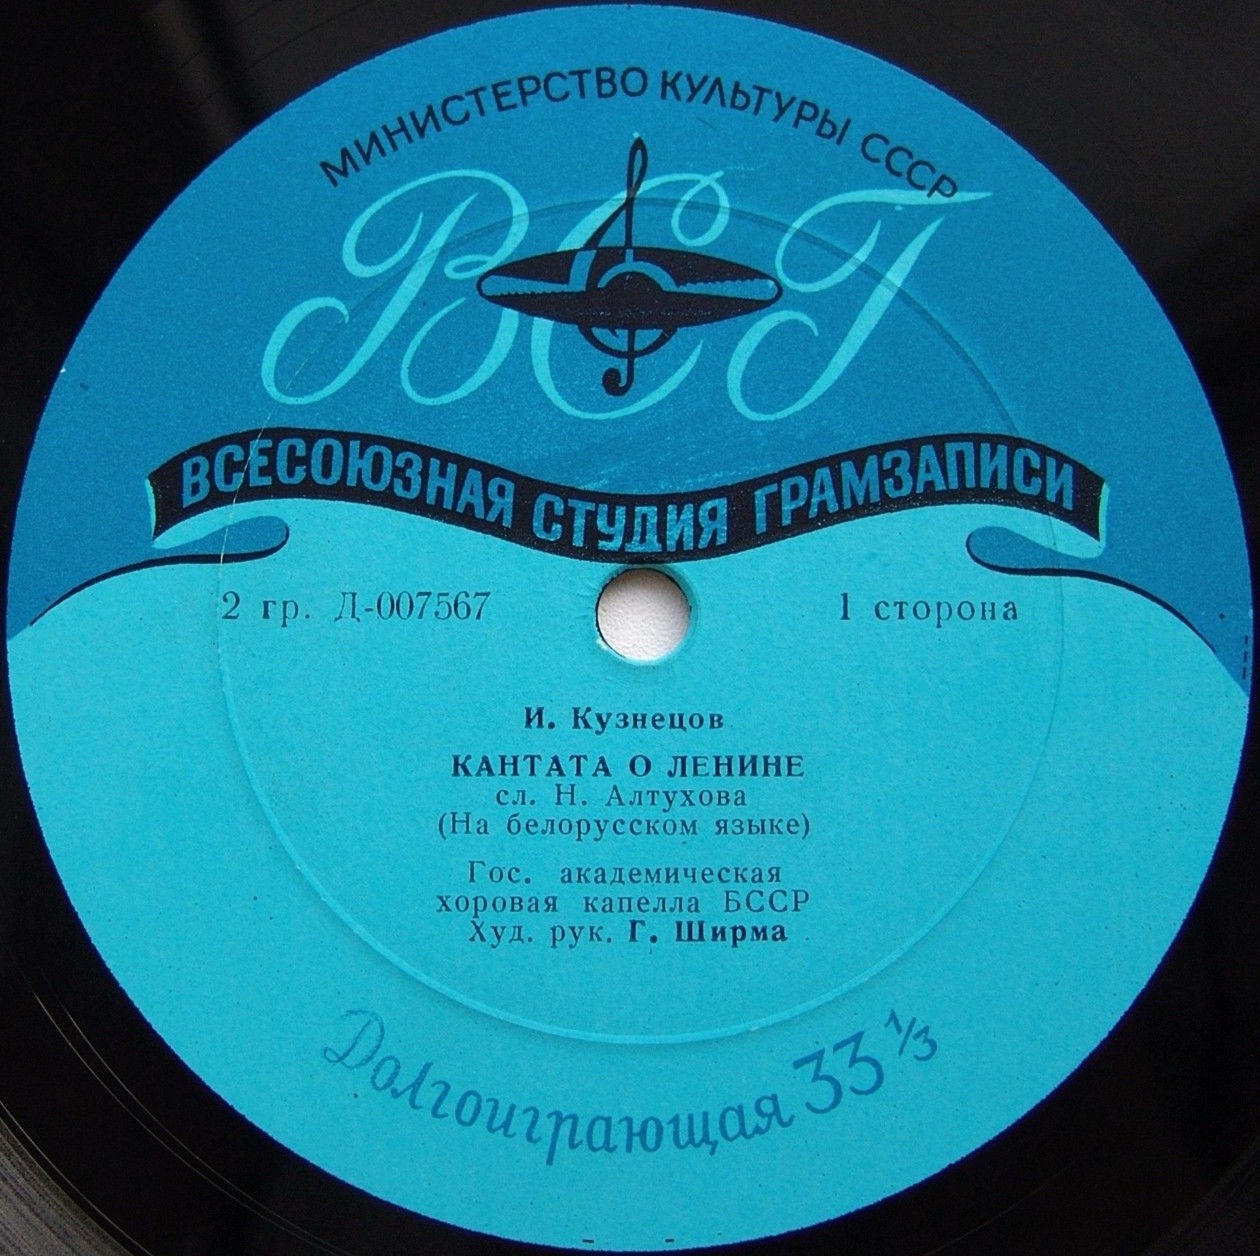 МИНИСТЕРСТВО КУЛЬТУРЫ СССР
ВСГ
ВСЕСОЮЗНАЯ СТУДИЯ ГРАМЗАПИСИ
2 гр. Д-007567
1 сторона
И. Кузнецов
КАНТАТА О ЛЕНИНЕ
сл. Н. Алтухова
(На белорусском языке)
Гос. академическая
хоровая капелла БССР
Худ. рук. Г. Ширма
Долгоиграющая 33 1/3